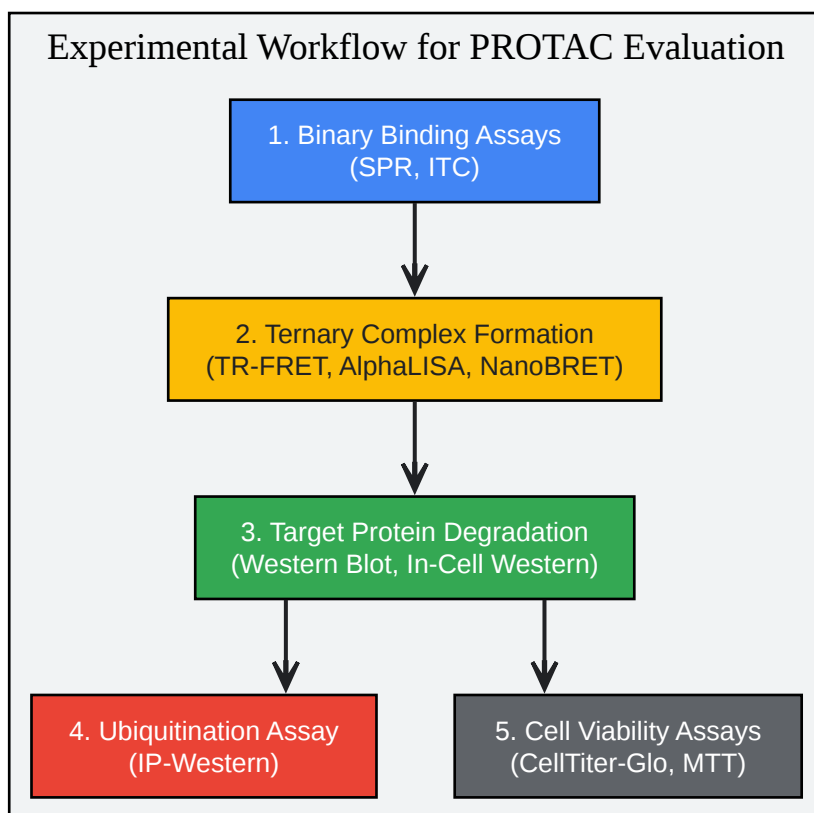 Experimental Workflow for PROTAC Evaluation
1. Binary Binding Assays
(SPR, ITC)
2. Ternary Complex Formation
(TR-FRET, AlphaLISA, NanoBRET)
3. Target Protein Degradation
(Western Blot, In-Cell Western)
4. Ubiquitination Assay
(IP-Western)
5. Cell Viability Assays
(CellTiter-Glo, MTT)